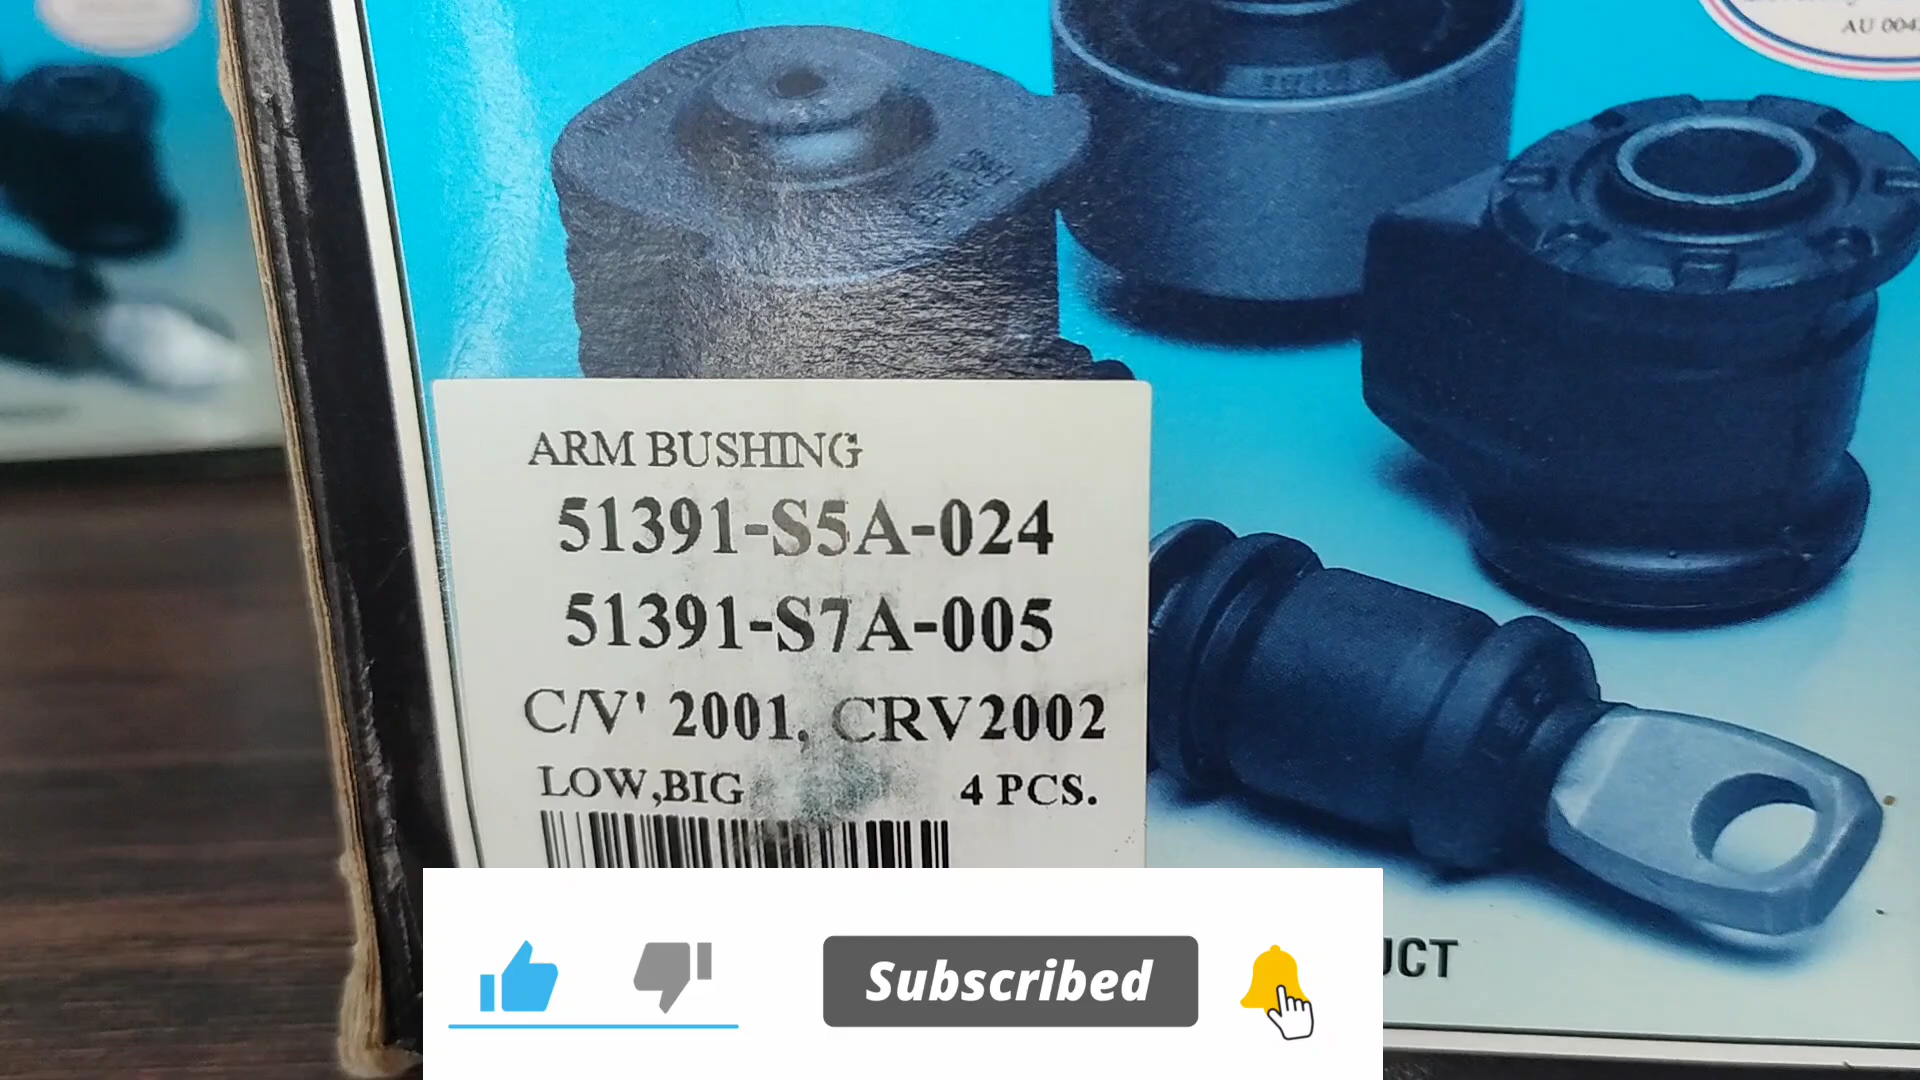 AU 004
ARM BUSHING
51391-S5A-024
51391-S7A-005
C/V' 2001, CRV2002
LOW,BIG 4 PCS.
UCT
Subscribed